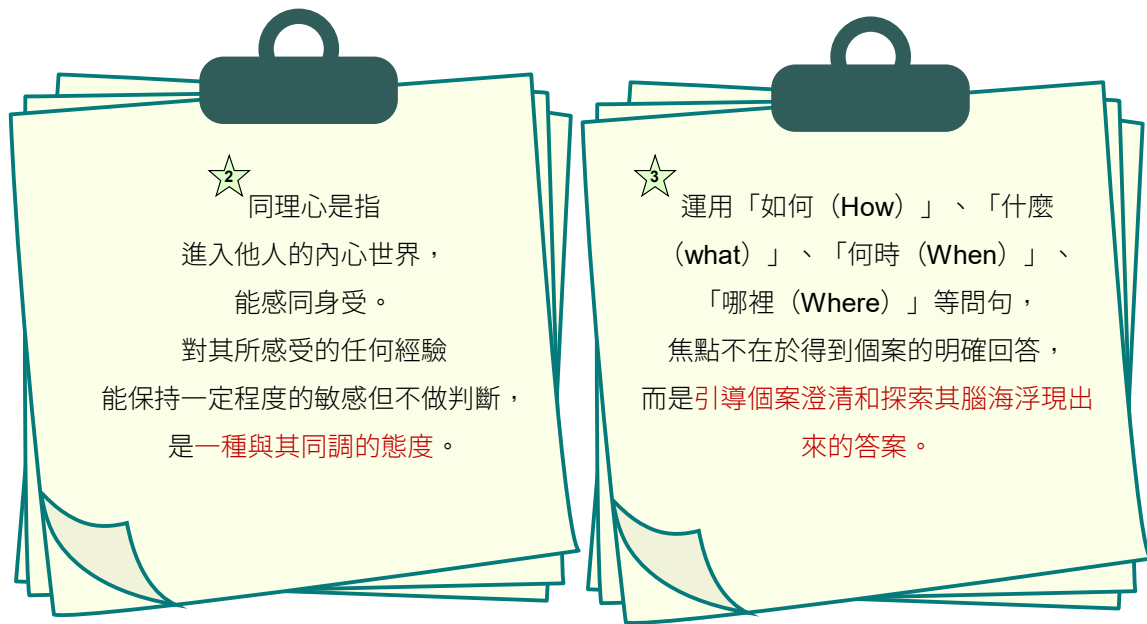 2
同理心是指
進入他人的內心世界，
能感同身受。
對其所感受的任何經驗
能保持一定程度的敏感但不做判斷，
是一種與其同調的態度。
3
運用「如何（How）」、「什麼
（what）」、「何時（When）」、
「哪裡（Where）」等問句，
焦點不在於得到個案的明確回答，
而是引導個案澄清和探索其腦海浮現出
來的答案。